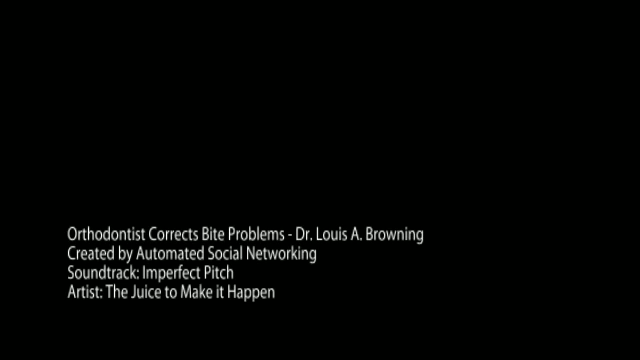 Orthodontist Corrects Bite Problems - Dr. Louis A. Browning
Created by Automated Social Networking
Soundtrack: Imperfect Pitch
Artist: The Juice to Make it Happen